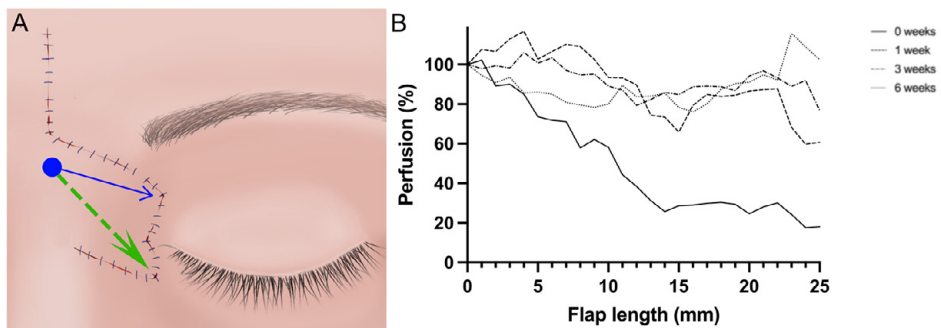 A
B
0 weeks
1 week
3 weeks
6 weeks
Perfusion (%)
100
80
60
40
20
0
0 5 10 15 20 25
Flap length (mm)